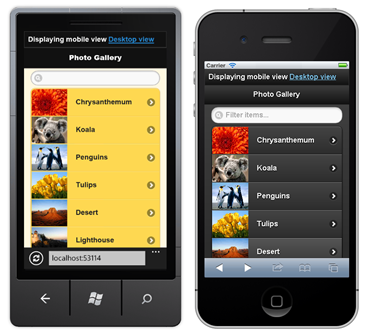 Displaying mobile view Desktop view
Photo Gallery
Chrysanthemum
Koala
Penguins
Tulips
Desert
Lighthouse
localhost:53114
...
Carrier
Displaying mobile view Desktop view
Photo Gallery
Filter items...
Chrysanthemum
Koala
Penguins
Tulips
Desert